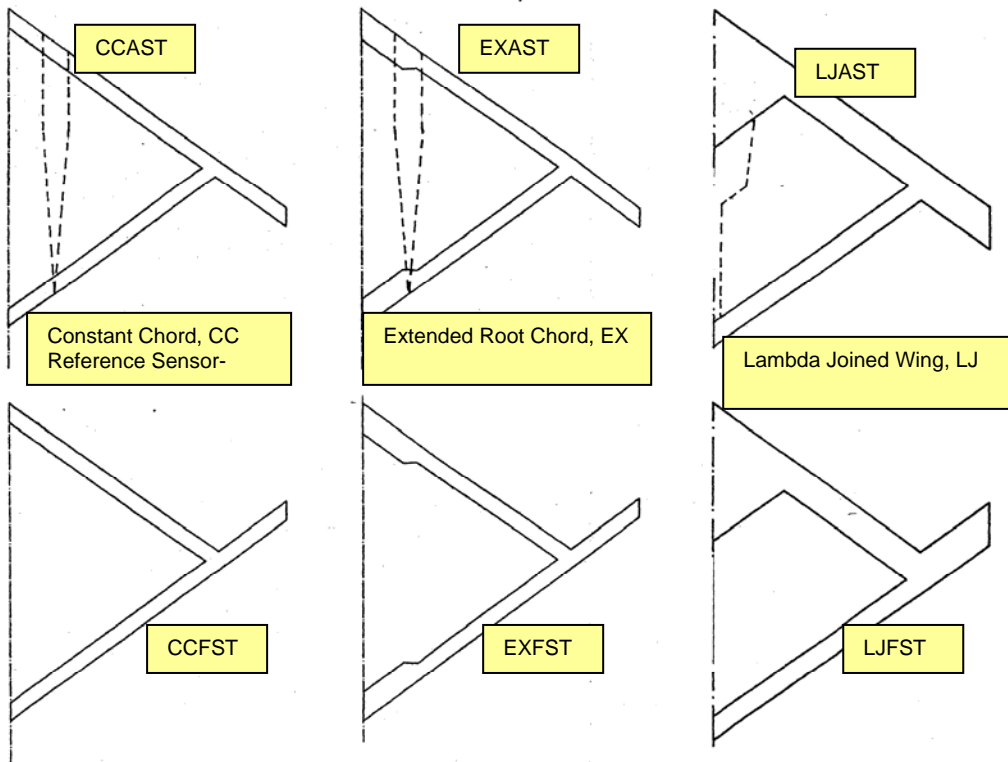 CCAST
EXAST
LJAST
Constant Chord, CC
Reference Sensor-
Extended Root Chord, EX
Lambda Joined Wing, LJ
CCFST
EXFST
LJFST